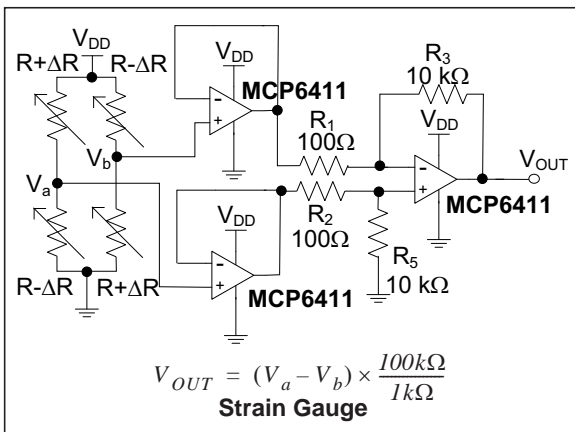 V_DD
R+ΔR R-ΔR
V_DD
MCP6411
R_3
10 kΩ
R_1
100Ω
V_DD
V_b
V_a
V_OUT
R_2
100Ω
MCP6411
V_DD
R_5
10 kΩ
MCP6411
R-ΔR R+ΔR
V_OUT = (V_a – V_b) × 100kΩ / 1kΩ
Strain Gauge